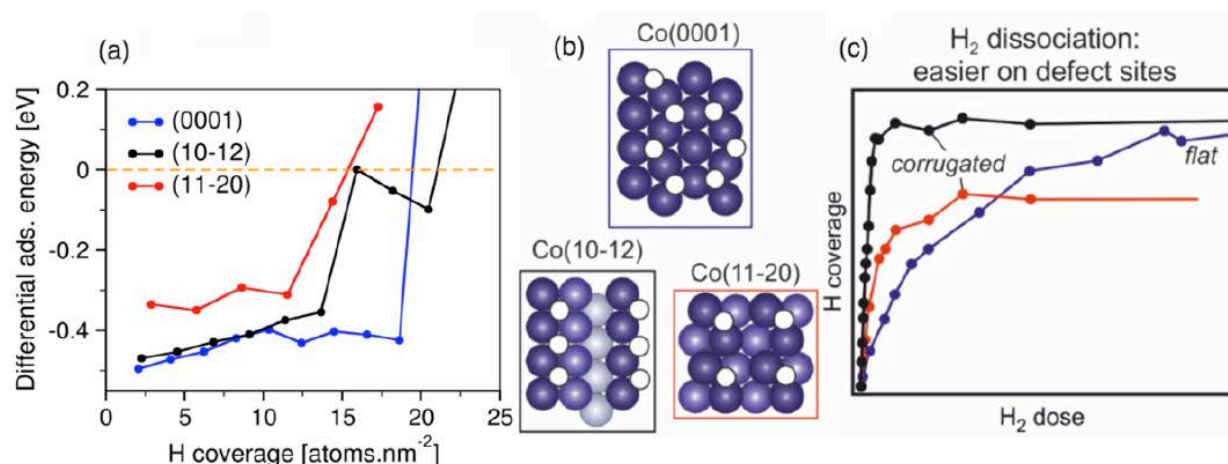 (a)
0.2
0
-0.2
-0.4
Differential ads. energy [eV]
(0001)
(10-12)
(11-20)
0
5
10
15
20
25
H coverage [atoms.nm⁻²]
(b)
Co(0001)
Co(10-12)
Co(11-20)
(c)
H₂ dissociation:
easier on defect sites
corrugated
flat
H coverage
H₂ dose